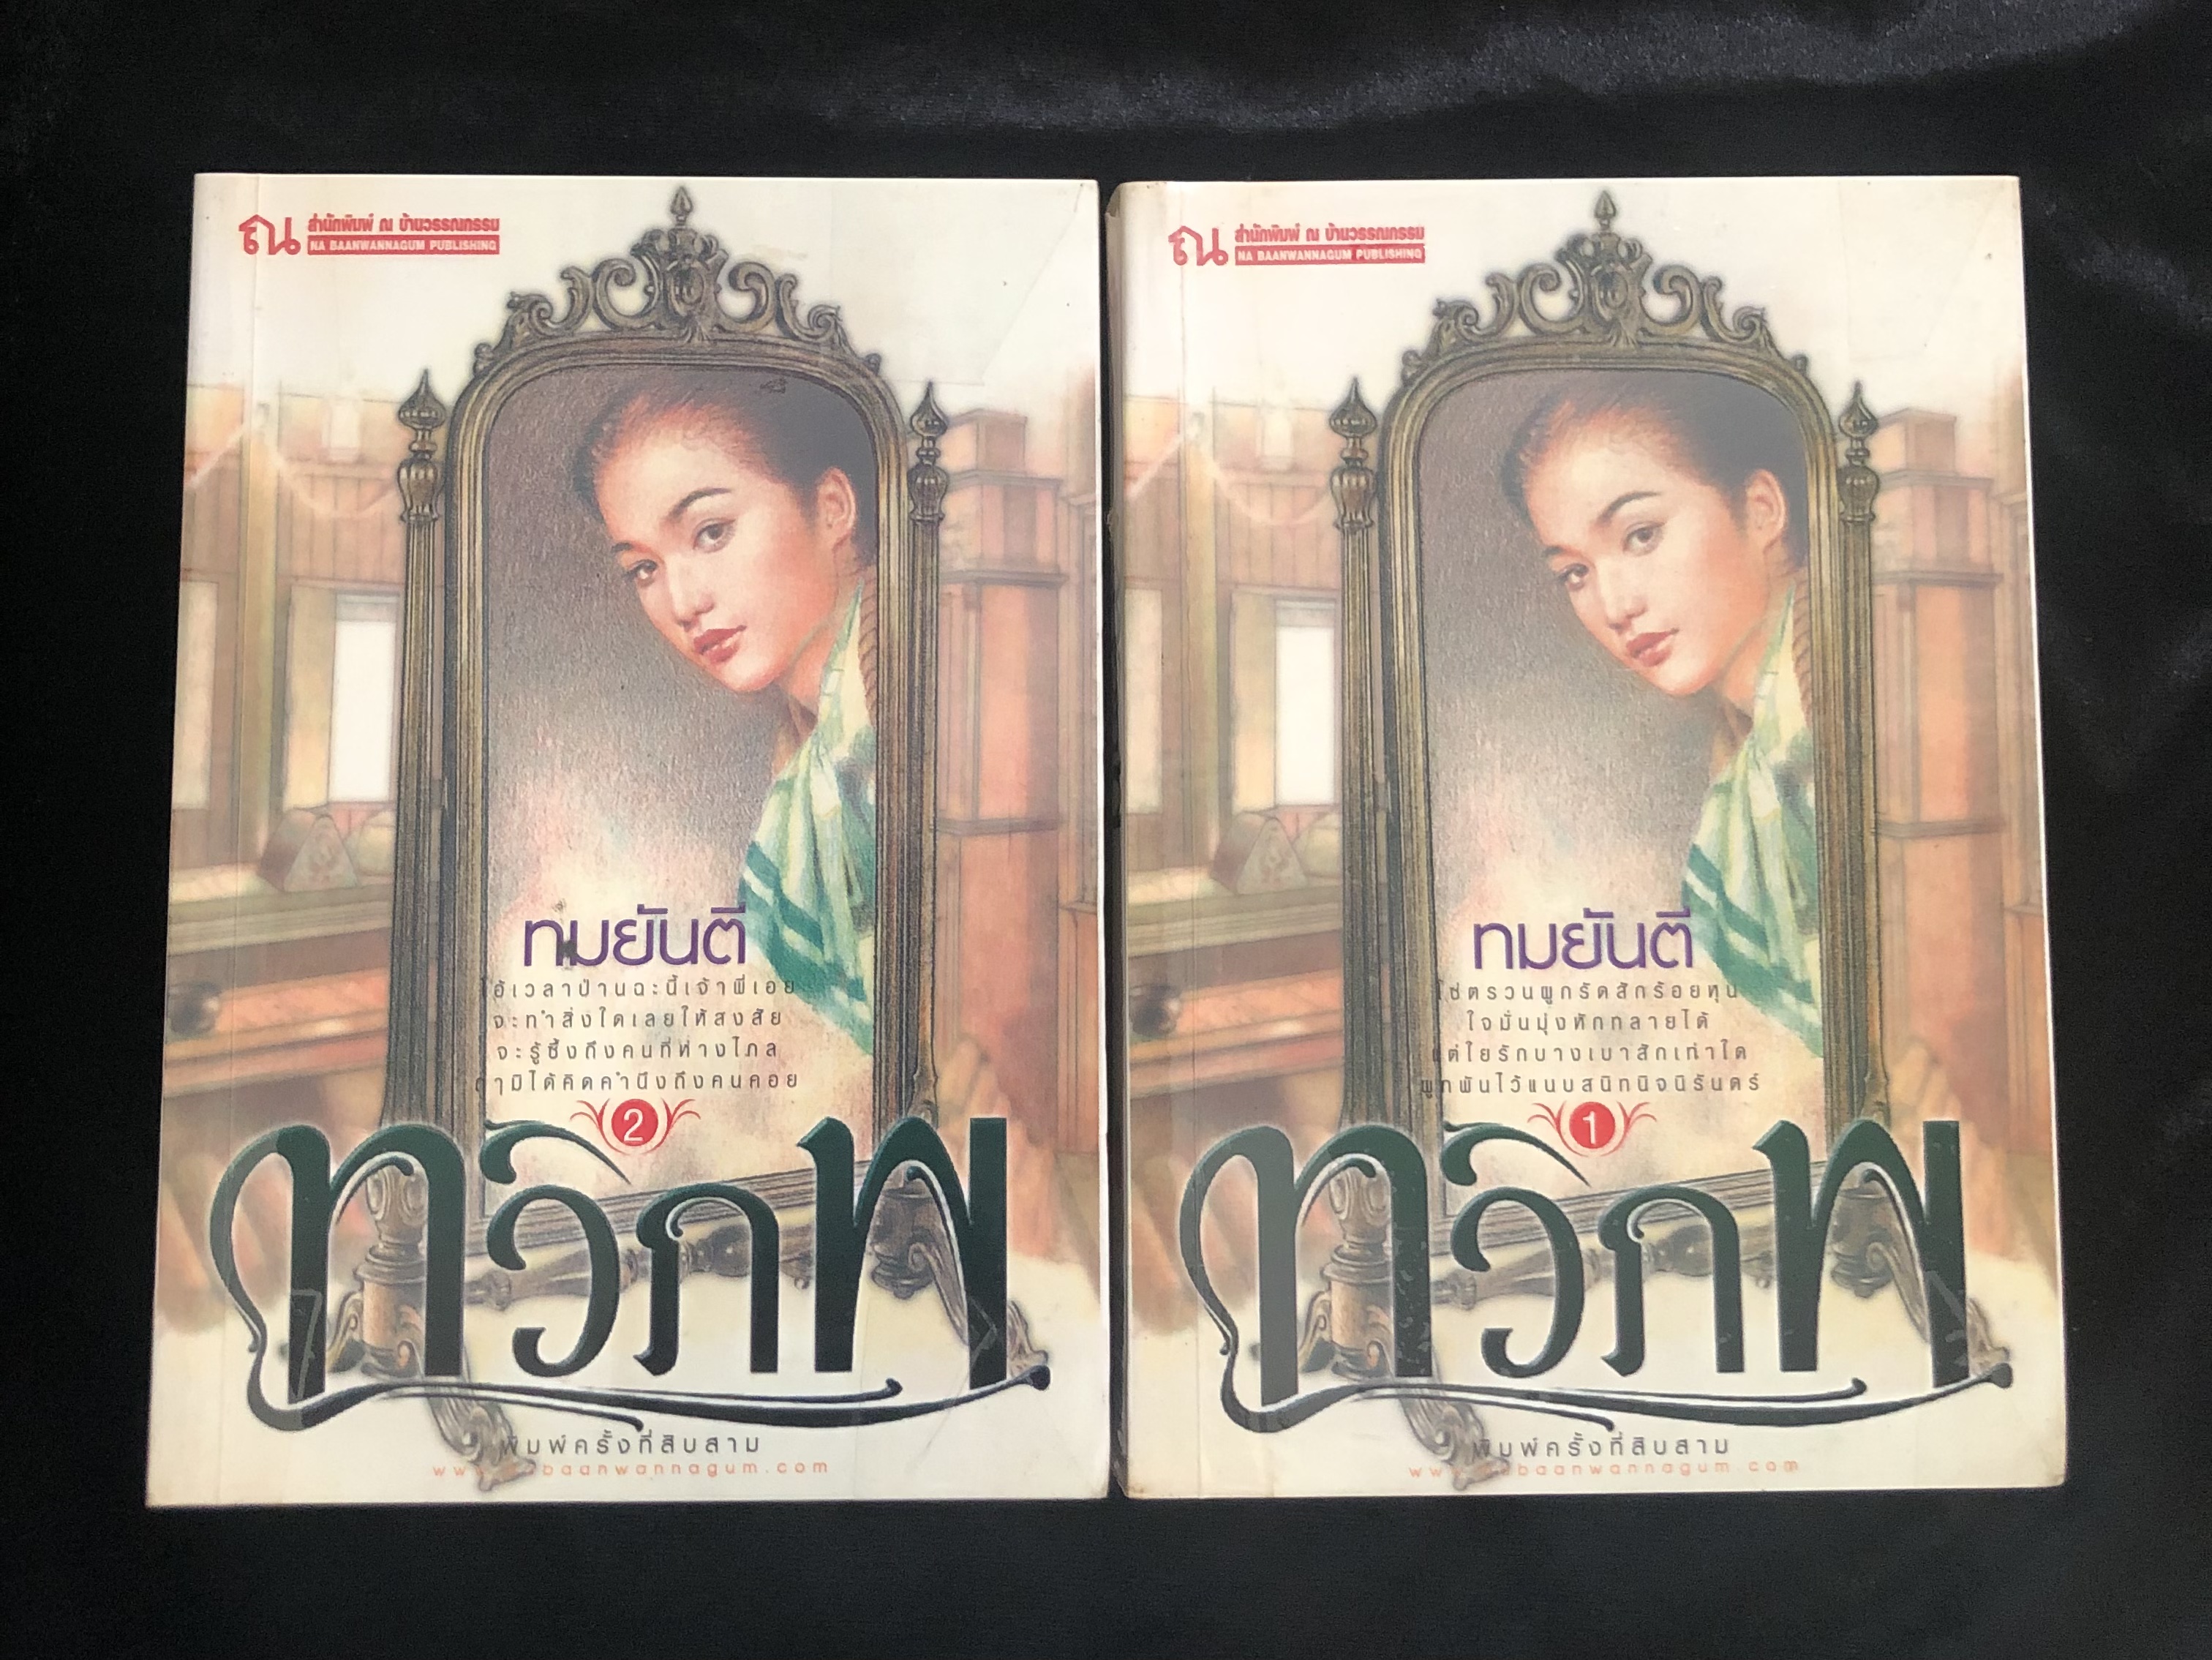 ณ สำนักพิมพ์ ณ บ้านวรรณกรรม
NA BAANWANNAGUM PUBLISHING
ทมยันตี
โอ้เวลาป่านฉะนี้เจ้าพี่เอย
จะทำสิ่งใดเลยให้สงสัย
จะรู้ซึ้งถึงคนที่ห่างไกล
ฤามิได้คิดคำนึงถึงคนคอย
2
ทวิภพ
พิมพ์ครั้งที่สิบสาม
www.nabaanwannagum.com
ณ สำนักพิมพ์ ณ บ้านวรรณกรรม
NA BAANWANNAGUM PUBLISHING
ทมยันตี
โซ่ตรวนผูกรัดสักร้อยหุน
ใจมั่นมุ่งหักทลายได้
แต่ใยรักบางเบาสักเท่าใด
ผูกพันไว้แนบสนิทนิจนิรันดร์
1
ทวิภพ
พิมพ์ครั้งที่สิบสาม
www.nabaanwannagum.com